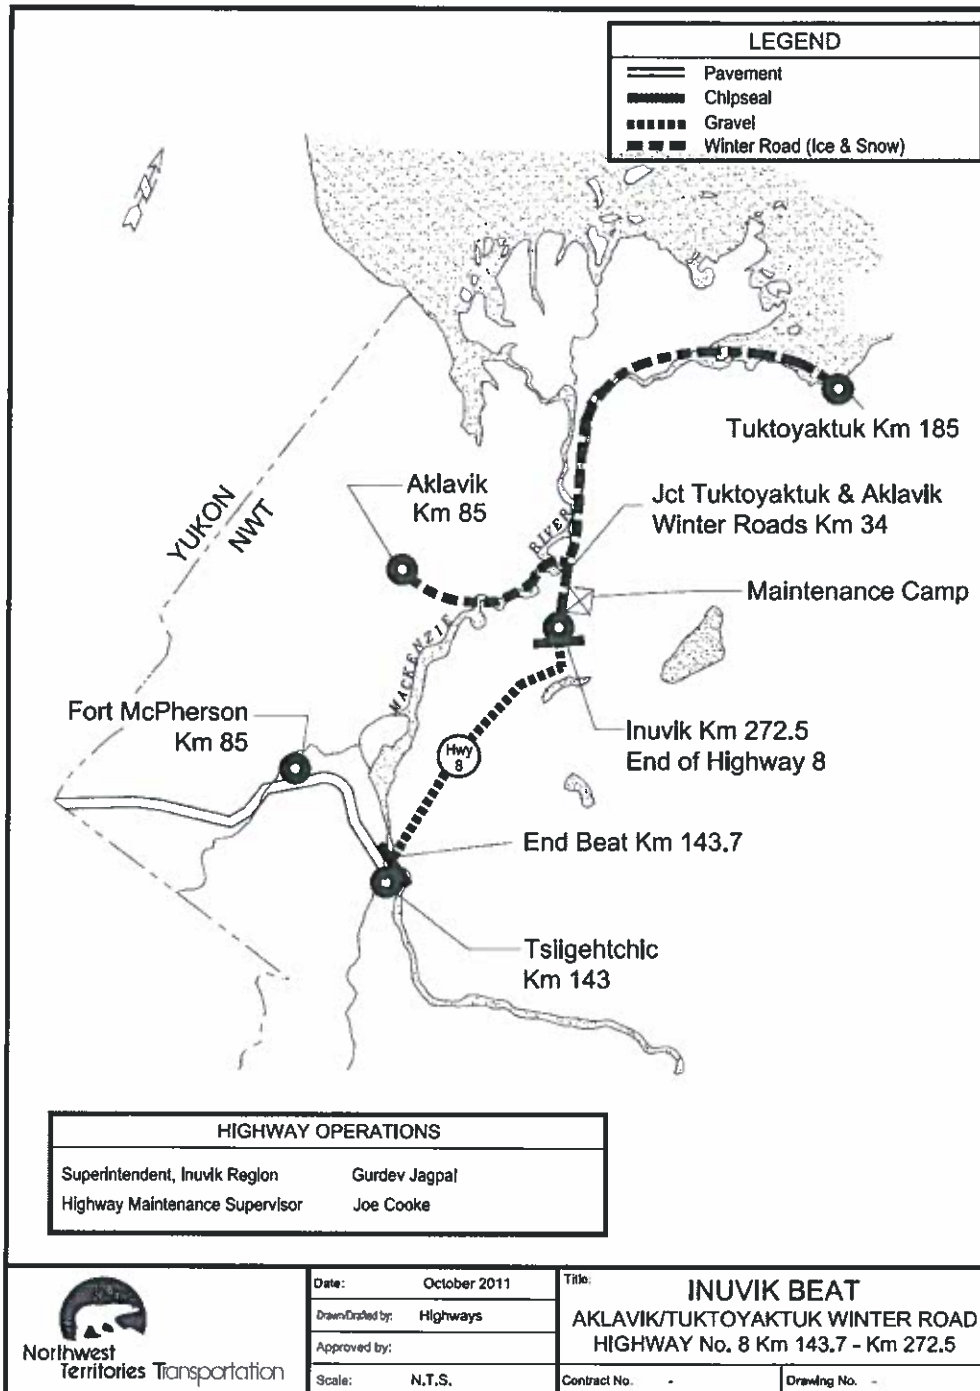 LEGEND
Pavement
Chipseal
Gravel
Winter Road (Ice & Snow)
N
Tuktoyaktuk Km 185
Aklavik
Km 85
Jct Tuktoyaktuk & Aklavik
Winter Roads Km 34
YUKON
NWT
RIVER
Maintenance Camp
MACKENZIE
Fort McPherson
Km 85
Inuvik Km 272.5
End of Highway 8
Hwy
8
End Beat Km 143.7
Tsiigehtchic
Km 143
HIGHWAY OPERATIONS
Superintendent, Inuvik Region Gurdev Jagpal
Highway Maintenance Supervisor Joe Cooke
Northwest
Territories Transportation
Date: October 2011
Drawn/Drafted by: Highways
Approved by:
Scale: N.T.S.
Title: INUVIK BEAT
AKLAVIK/TUKTOYAKTUK WINTER ROAD
HIGHWAY No. 8 Km 143.7 - Km 272.5
Contract No. -
Drawing No. -